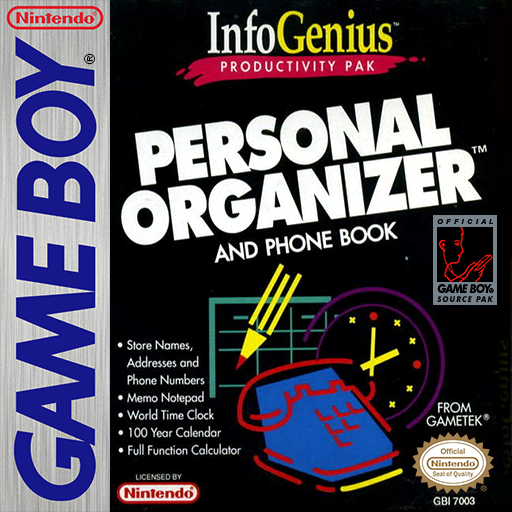 Nintendo
GAME BOY®
InfoGenius™
PRODUCTIVITY PAK
PERSONAL
ORGANIZER™
AND PHONE BOOK
OFFICIAL
GAME BOY®
SOURCE PAK
• Store Names,
Addresses and
Phone Numbers
• Memo Notepad
• World Time Clock
• 100 Year Calendar
• Full Function Calculator
LICENSED BY
Nintendo
FROM
GAMETEK®
Official
Nintendo
Seal of Quality
GBI 7003